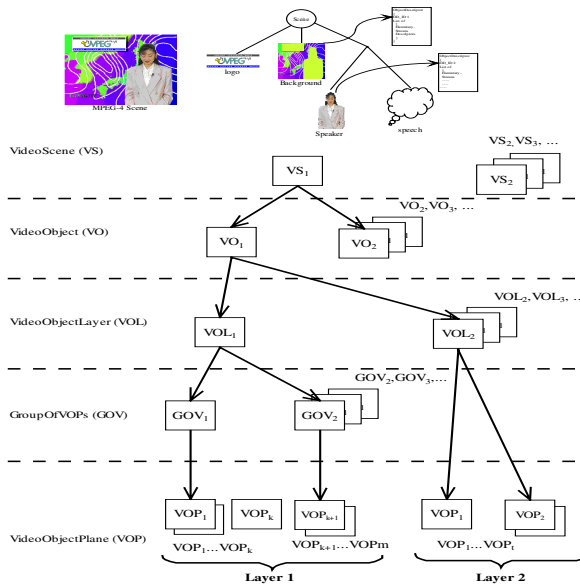 Scene
MPEG
logo
Background
Speaker
speech
MPEG-4 Scene
VideoScene (VS)
VS1
VS2,VS3, ...
VS2
VideoObject (VO)
VO1
VO2
VO2,VO3, ...
VideoObjectLayer (VOL)
VOL1
VOL2
VOL2,VOL3, ..
GroupOfVOPs (GOV)
GOV1
GOV2
GOV2,GOV3,...
VideoObjectPlane (VOP)
VOP1
VOPk
VOPk+1
VOP1
VOP2
VOP1...VOPk
VOPk+1...VOPm
VOP1...VOPt
Layer 1
Layer 2